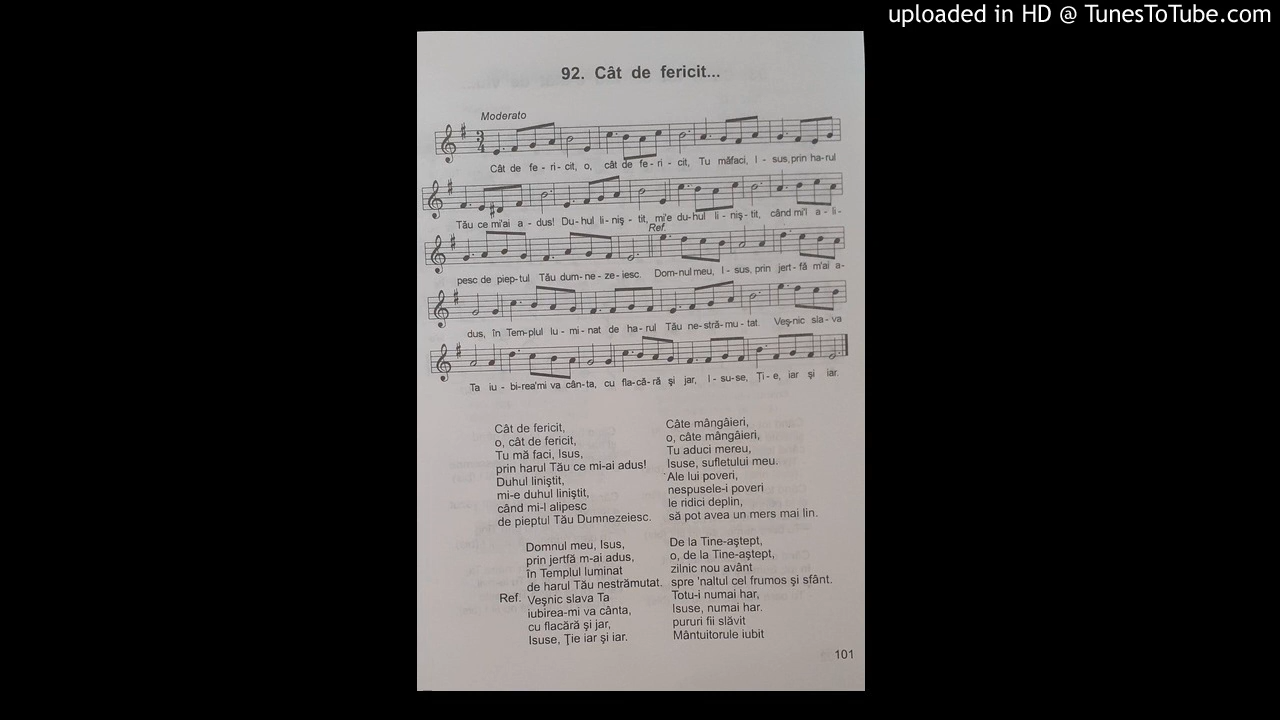 uploaded in HD @ TunesToTube.com
92. Cât de fericit...
Moderato
3
4
Cât de fe - ri - cit, o, cât de fe - ri - cit, Tu măfaci, I - sus, prin ha-rul
Tău ce mi'ai a - dus! Du-hul li-niş - tit, mi'e du-hul li-niş-tit, când mi'l a - li-
Ref.
pesc de piep-tul Tău dum-ne-ze-iesc. Dom-nul meu, I - sus, prin jert-fă m'ai a-
dus, în Tem-plul lu-mi-nat de ha-rul Tău ne-stră-mu-tat. Veş-nic sla-va
Ta iu - bi-rea'mi va cân-ta, cu fla-că-ră şi jar, I - su-se, Ţi-e, iar şi iar.
Cât de fericit,
o, cât de fericit,
Tu mă faci, Isus,
prin harul Tău ce mi-ai adus!
Duhul liniştit,
mi-e duhul liniştit,
când mi-l alipesc
de pieptul Tău Dumnezeiesc.
Domnul meu, Isus,
prin jertfă m-ai adus,
în Templul luminat
de harul Tău nestrămutat.
Ref. Veşnic slava Ta
iubirea-mi va cânta,
cu flacără şi jar,
Isuse, Ţie iar şi iar.
Câte mângâieri,
o, câte mângâieri,
Tu aduci mereu,
Isuse, sufletului meu.
Ale lui poveri,
nespusele-i poveri
le ridici deplin,
să pot avea un mers mai lin.
De la Tine-aştept,
o, de la Tine-aştept,
zilnic nou avânt
spre 'naltul cel frumos şi sfânt.
Totu-i numai har,
Isuse, numai har.
pururi fii slăvit
Mântuitorule iubit
101